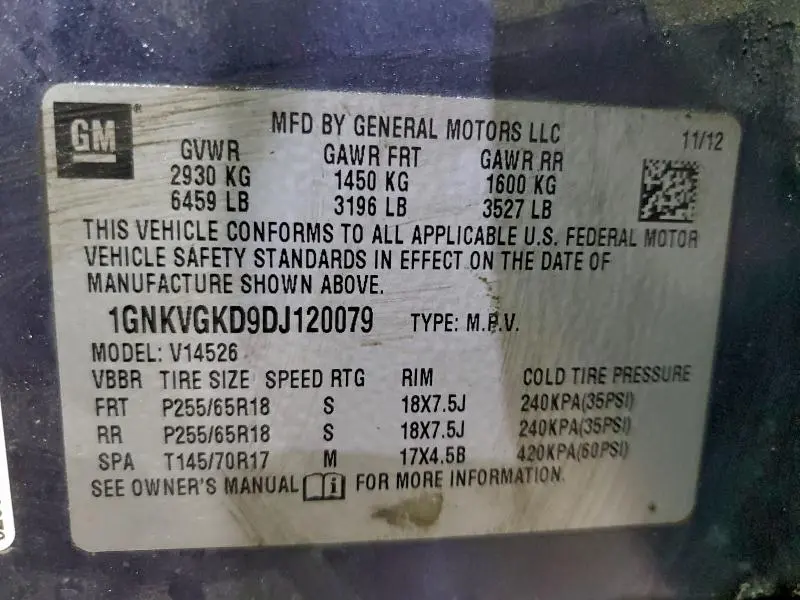 GM ®
MFD BY GENERAL MOTORS LLC 11/12
GVWR GAWR FRT GAWR RR
2930 KG 1450 KG 1600 KG
6459 LB 3196 LB 3527 LB
THIS VEHICLE CONFORMS TO ALL APPLICABLE U.S. FEDERAL MOTOR
VEHICLE SAFETY STANDARDS IN EFFECT ON THE DATE OF
MANUFACTURE SHOWN ABOVE.
1GNKVGKD9DJ120079 TYPE: M.P.V.
MODEL: V14526
VBBR TIRE SIZE SPEED RTG RIM COLD TIRE PRESSURE
FRT P255/65R18 S 18X7.5J 240KPA(35PSI)
RR P255/65R18 S 18X7.5J 240KPA(35PSI)
SPA T145/70R17 M 17X4.5B 420KPA(60PSI)
SEE OWNER'S MANUAL FOR MORE INFORMATION.